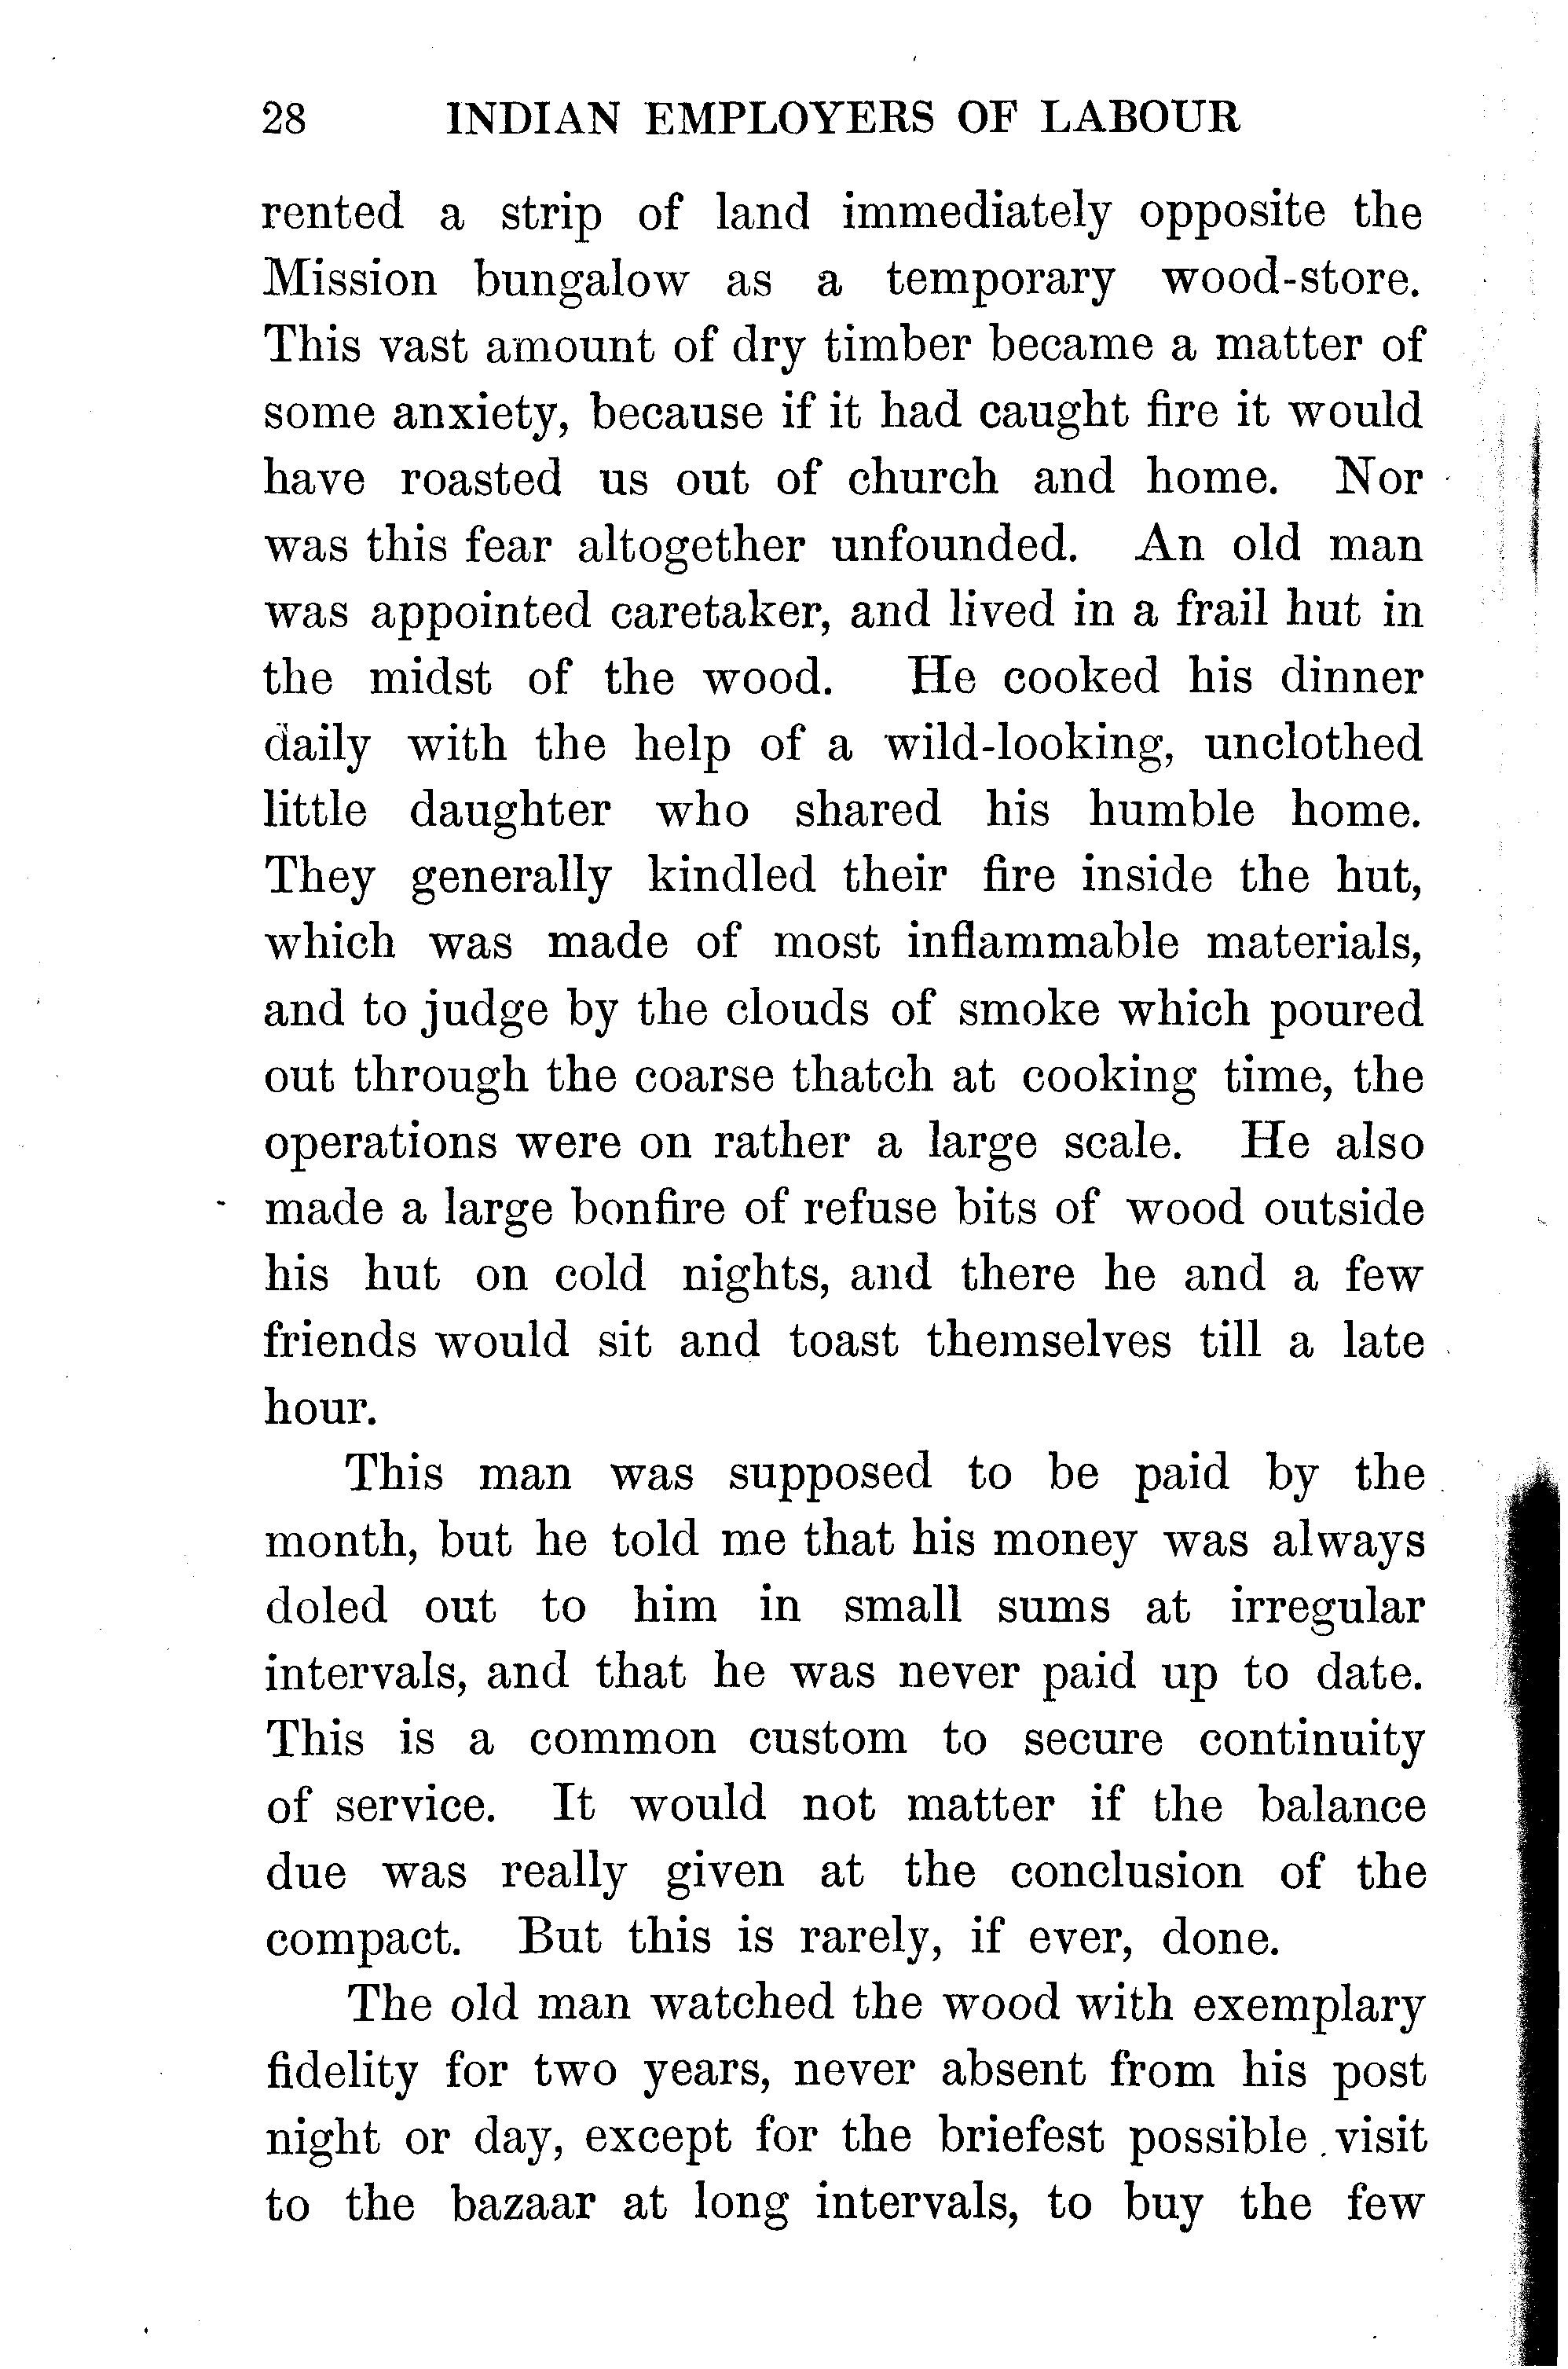 28 INDIAN EMPLOYERS OF LABOUR
rented a strip of land immediately opposite the
Mission bungalow as a temporary wood-store.
This vast amount of dry timber became a matter of
some anxiety, because if it had caught fire it would
have roasted us out of church and home. Nor
was this fear altogether unfounded. An old man
was appointed caretaker, and lived in a frail hut in
the midst of the wood. He cooked his dinner
daily with the help of a wild-looking, unclothed
little daughter who shared his humble home.
They generally kindled their fire inside the hut,
which was made of most inflammable materials,
and to judge by the clouds of smoke which poured
out through the coarse thatch at cooking time, the
operations were on rather a large scale. He also
made a large bonfire of refuse bits of wood outside
his hut on cold nights, and there he and a few
friends would sit and toast themselves till a late
hour.
This man was supposed to be paid by the
month, but he told me that his money was always
doled out to him in small sums at irregular
intervals, and that he was never paid up to date.
This is a common custom to secure continuity
of service. It would not matter if the balance
due was really given at the conclusion of the
compact. But this is rarely, if ever, done.
The old man watched the wood with exemplary
fidelity for two years, never absent from his post
night or day, except for the briefest possible visit
to the bazaar at long intervals, to buy the few